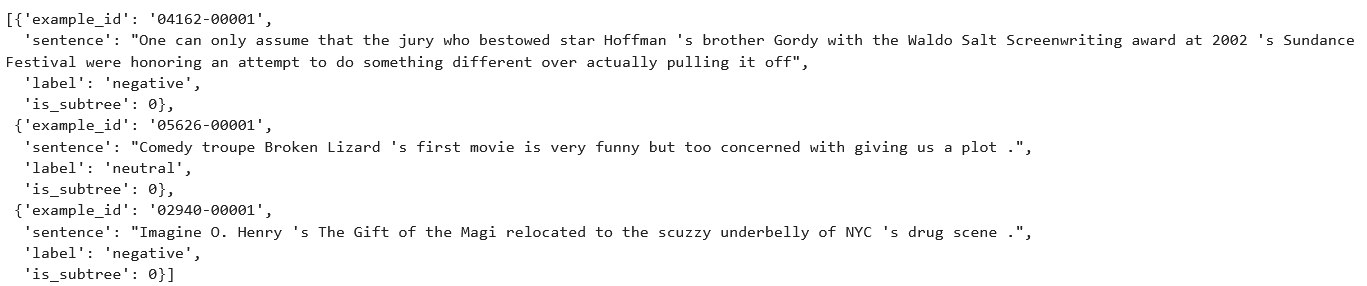 [{'example_id': '04162-00001',
'sentence': "One can only assume that the jury who bestowed star Hoffman 's brother Gordy with the Waldo Salt Screenwriting award at 2002 's Sundance
Festival were honoring an attempt to do something different over actually pulling it off",
'label': 'negative',
'is_subtree': 0},
{'example_id': '05626-00001',
'sentence': "Comedy troupe Broken Lizard 's first movie is very funny but too concerned with giving us a plot .",
'label': 'neutral',
'is_subtree': 0},
{'example_id': '02940-00001',
'sentence': "Imagine O. Henry 's The Gift of the Magi relocated to the scuzzy underbelly of NYC 's drug scene .",
'label': 'negative',
'is_subtree': 0}]